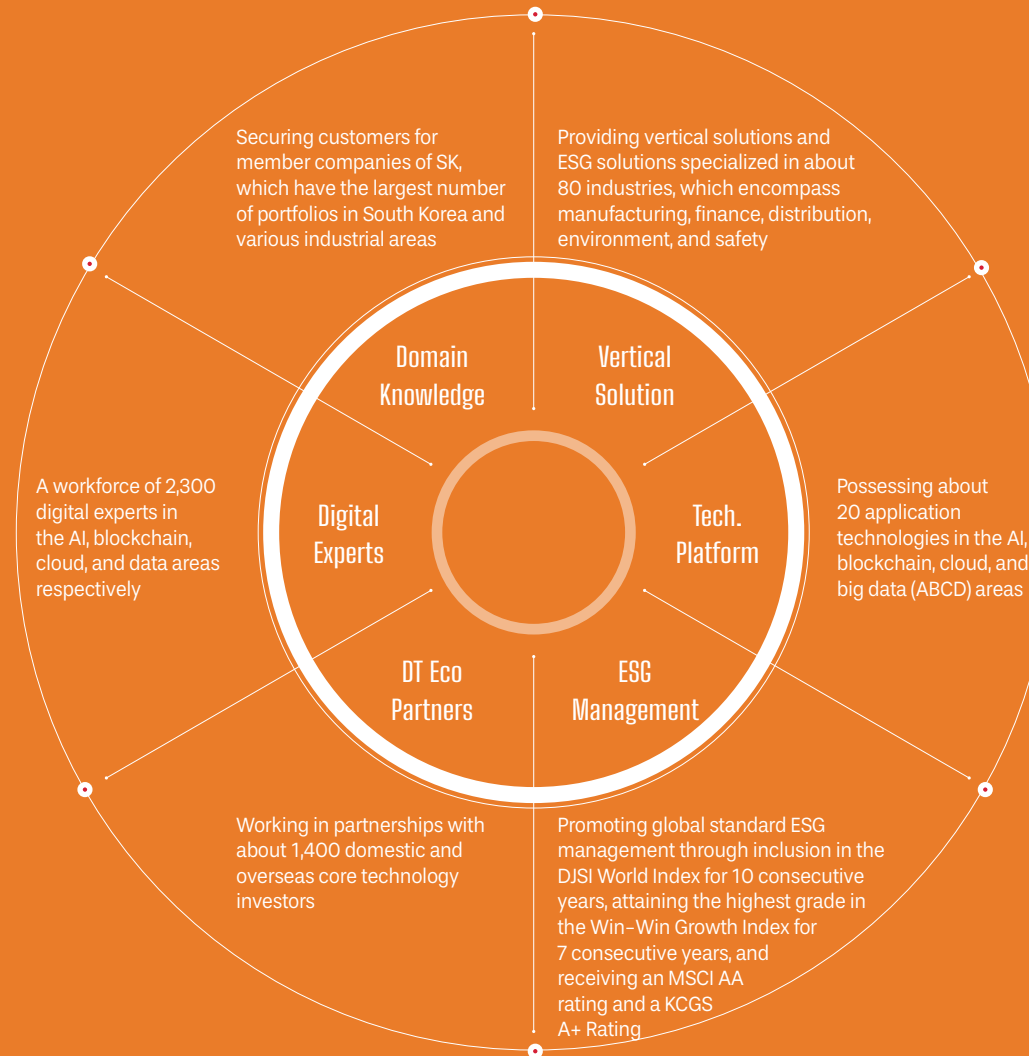 Securing customers for
member companies of SK,
which have the largest number
of portfolios in South Korea and
various industrial areas
Providing vertical solutions and
ESG solutions specialized in about
80 industries, which encompass
manufacturing, finance, distribution,
environment, and safety
Domain
Knowledge
Vertical
Solution
A workforce of 2,300
digital experts in
the AI, blockchain,
cloud, and data areas
respectively
Digital
Experts
Tech.
Platform
Possessing about
20 application
technologies in the AI,
blockchain, cloud, and
big data (ABCD) areas
DT Eco
Partners
ESG
Management
Working in partnerships with
about 1,400 domestic and
overseas core technology
investors
Promoting global standard ESG
management through inclusion in the
DJSI World Index for 10 consecutive
years, attaining the highest grade in
the Win-Win Growth Index for
7 consecutive years, and
receiving an MSCI AA
rating and a KCGS
A+ Rating